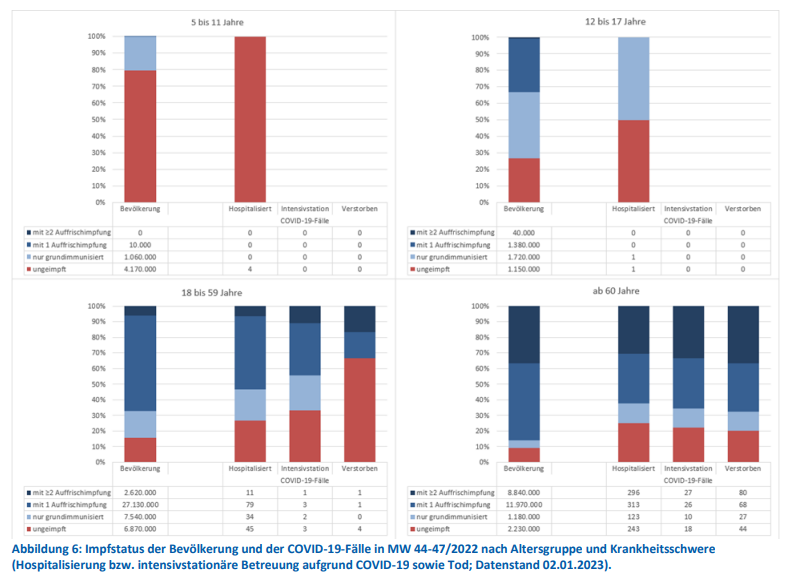 5 bis 11 Jahre
100%
90%
80%
70%
60%
50%
40%
30%
20%
10%
0%
Bevölkerung Hospitalisiert Intensivstation Verstorben
COVID-19-Fälle
mit ≥2 Auffrischimpfung 0 0 0 0
mit 1 Auffrischimpfung 10.000 0 0 0
nur grundimmunisiert 1.060.000 0 0 0
ungeimpft 4.170.000 4 0 0
12 bis 17 Jahre
100%
90%
80%
70%
60%
50%
40%
30%
20%
10%
0%
Bevölkerung Hospitalisiert Intensivstation Verstorben
COVID-19-Fälle
mit ≥2 Auffrischimpfung 40.000 0 0 0
mit 1 Auffrischimpfung 1.380.000 0 0 0
nur grundimmunisiert 1.720.000 1 0 0
ungeimpft 1.150.000 1 0 0
18 bis 59 Jahre
100%
90%
80%
70%
60%
50%
40%
30%
20%
10%
0%
Bevölkerung Hospitalisiert Intensivstation Verstorben
COVID-19-Fälle
mit ≥2 Auffrischimpfung 2.620.000 11 1 1
mit 1 Auffrischimpfung 27.130.000 79 3 1
nur grundimmunisiert 7.540.000 34 2 0
ungeimpft 6.870.000 45 3 4
ab 60 Jahre
100%
90%
80%
70%
60%
50%
40%
30%
20%
10%
0%
Bevölkerung Hospitalisiert Intensivstation Verstorben
COVID-19-Fälle
mit ≥2 Auffrischimpfung 8.840.000 296 27 80
mit 1 Auffrischimpfung 11.970.000 313 26 68
nur grundimmunisiert 1.180.000 123 10 27
ungeimpft 2.230.000 243 18 44
Abbildung 6: Impfstatus der Bevölkerung und der COVID-19-Fälle in MW 44-47/2022 nach Altersgruppe und Krankheitsschwere
(Hospitalisierung bzw. intensivstationäre Betreuung aufgrund COVID-19 sowie Tod; Datenstand 02.01.2023).